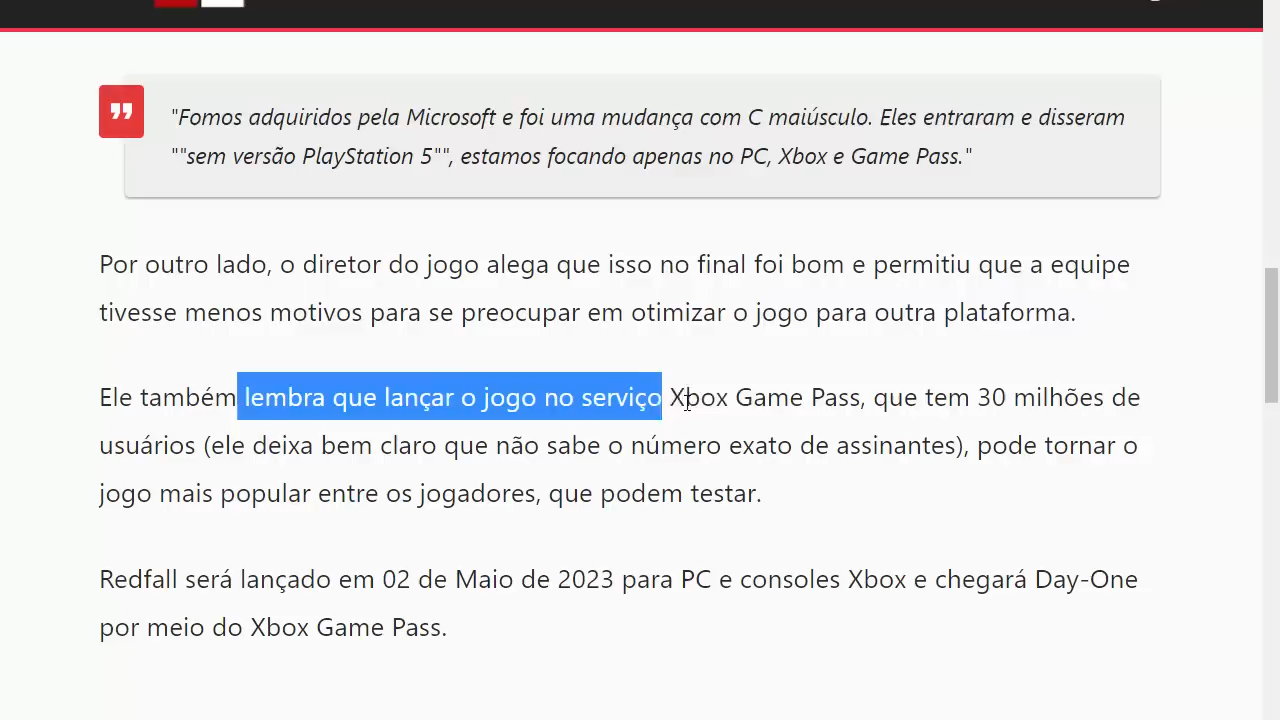 "Fomos adquiridos pela Microsoft e foi uma mudança com C maiúsculo. Eles entraram e disseram
""sem versão PlayStation 5"", estamos focando apenas no PC, Xbox e Game Pass."
Por outro lado, o diretor do jogo alega que isso no final foi bom e permitiu que a equipe
tivesse menos motivos para se preocupar em otimizar o jogo para outra plataforma.
Ele também lembra que lançar o jogo no serviço Xbox Game Pass, que tem 30 milhões de
usuários (ele deixa bem claro que não sabe o número exato de assinantes), pode tornar o
jogo mais popular entre os jogadores, que podem testar.
Redfall será lançado em 02 de Maio de 2023 para PC e consoles Xbox e chegará Day-One
por meio do Xbox Game Pass.